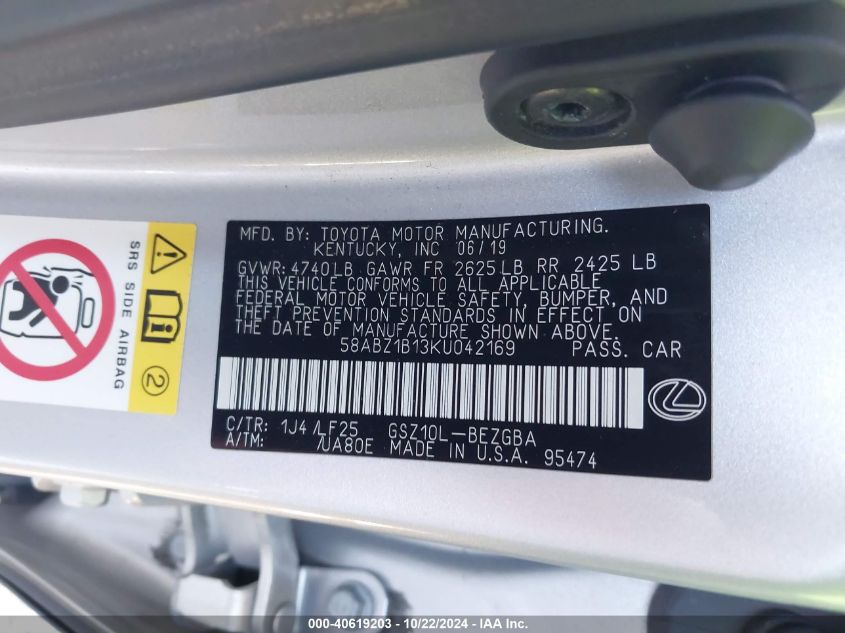 MFD. BY: TOYOTA MOTOR MANUFACTURING.
KENTUCKY, INC 06/19
GVWR: 4740LB GAWR FR 2625LB RR 2425 LB
THIS VEHICLE CONFORMS TO ALL APPLICABLE
FEDERAL MOTOR VEHICLE SAFETY, BUMPER, AND
THEFT PREVENTION STANDARDS IN EFFECT ON
THE DATE OF MANUFACTURE SHOWN ABOVE.
58ABZ1B13KU042169 PASS. CAR
C/TR: 1J4/LF25 GSZ10L-BEZGBA
A/TM: /UA80E MADE IN U.S.A. 95474
SRS SIDE AIRBAG
2
000-40619203 - 10/22/2024 - IAA Inc.